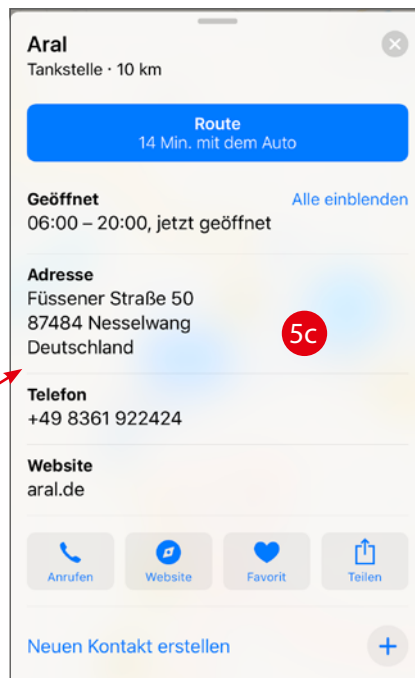 Aral
Tankstelle · 10 km
Route
14 Min. mit dem Auto
Geöffnet
Alle einblenden
06:00 – 20:00, jetzt geöffnet
Adresse
Füssener Straße 50
87484 Nesselwang
Deutschland
5c
Telefon
+49 8361 922424
Website
aral.de
Anrufen
Website
Favorit
Teilen
Neuen Kontakt erstellen